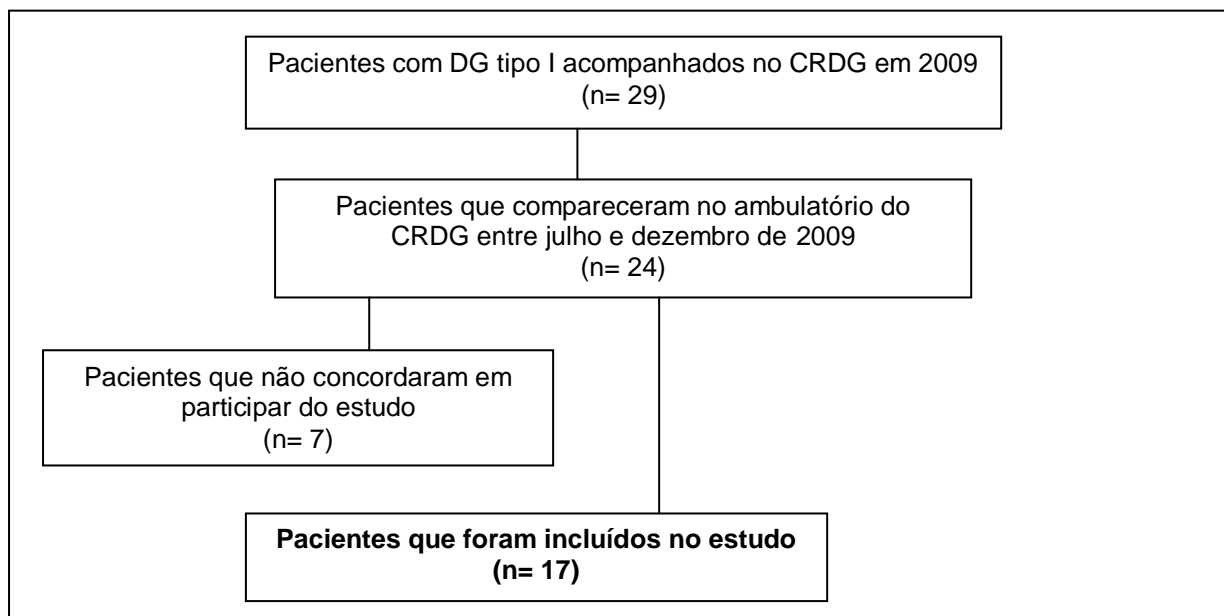 Pacientes com DG tipo I acompanhados no CRDG em 2009
(n= 29)
Pacientes que compareceram no ambulatório do
CRDG entre julho e dezembro de 2009
(n= 24)
Pacientes que não concordaram em
participar do estudo
(n= 7)
Pacientes que foram incluídos no estudo
(n= 17)